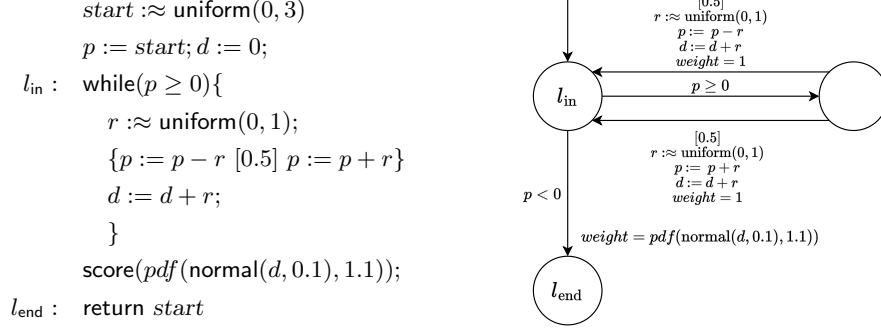 start :≈ uniform(0, 3)
p := start; d := 0;
l_in : while(p ≥ 0){
r :≈ uniform(0, 1);
{p := p − r [0.5] p := p + r}
d := d + r;
}
score(pdf(normal(d, 0.1), 1.1));
l_end : return start
[0.5]
r :≈ uniform(0, 1)
p := p − r
d := d + r
weight = 1
l_in
p ≥ 0
[0.5]
r :≈ uniform(0, 1)
p := p + r
d := d + r
weight = 1
p < 0
weight = pdf(normal(d, 0.1), 1.1))
l_end